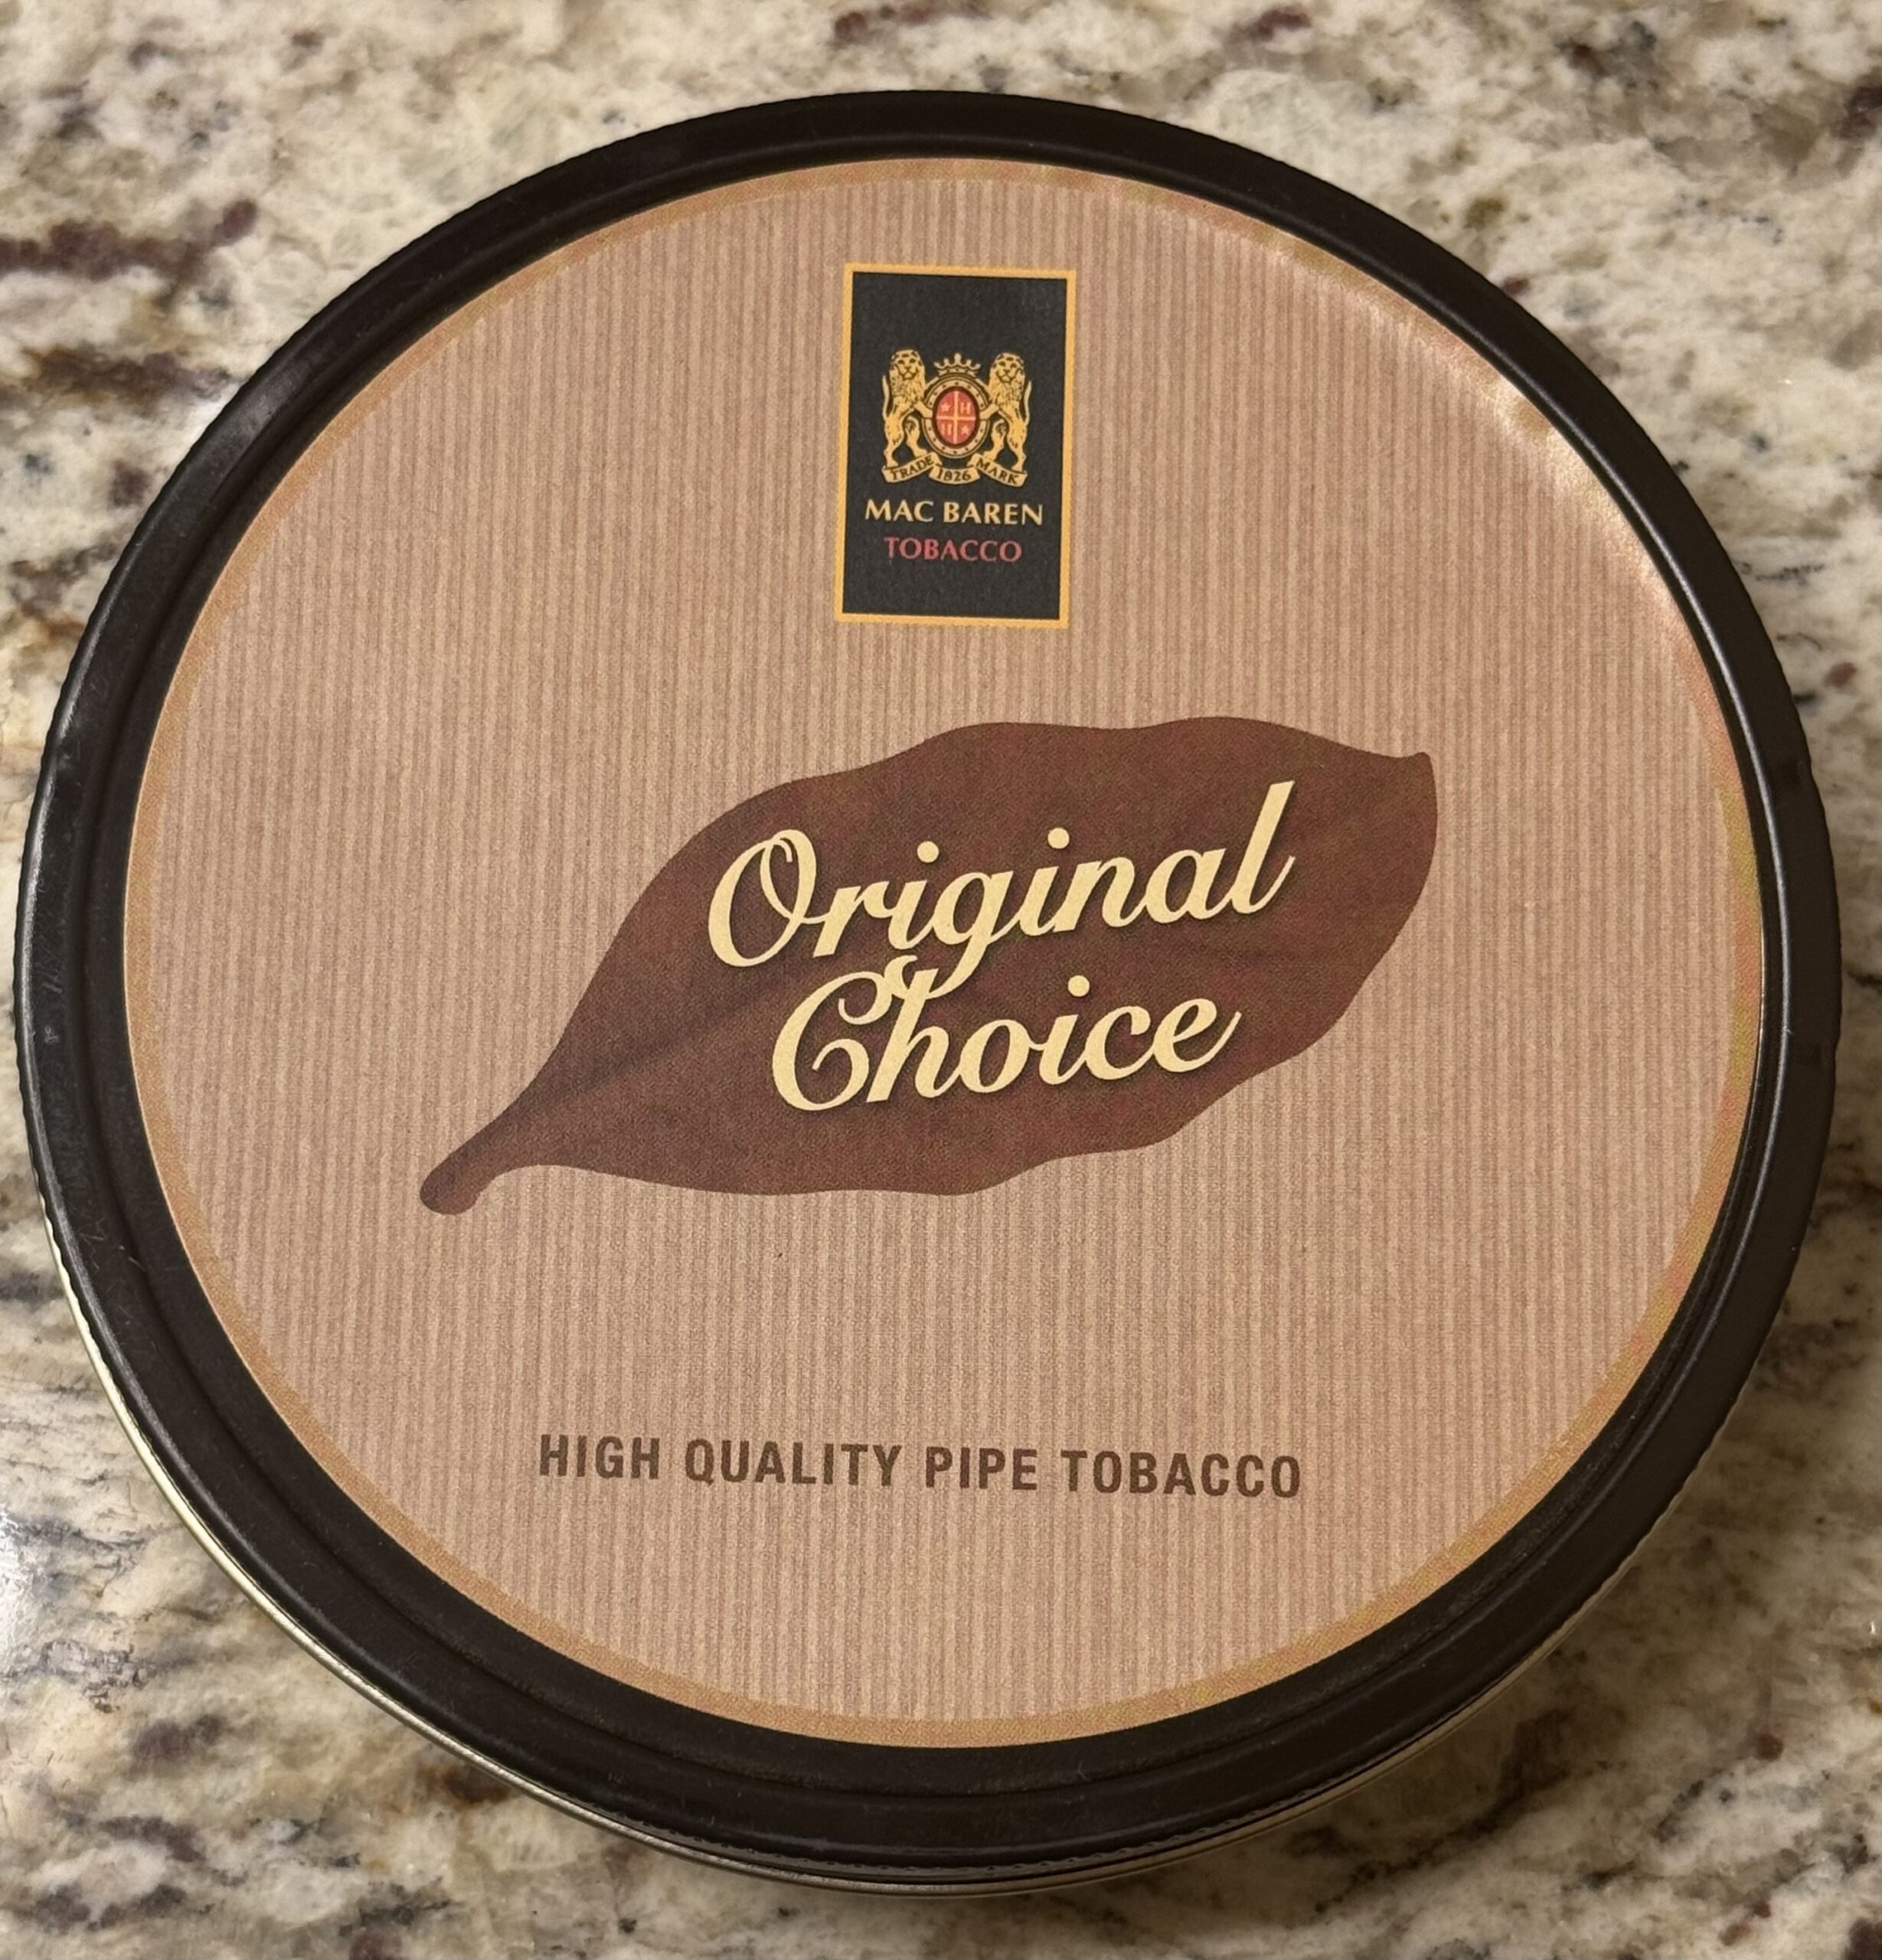 H
H
TRADE 1826 MARK
MAC BAREN
TOBACCO
Original
Choice
HIGH QUALITY PIPE TOBACCO